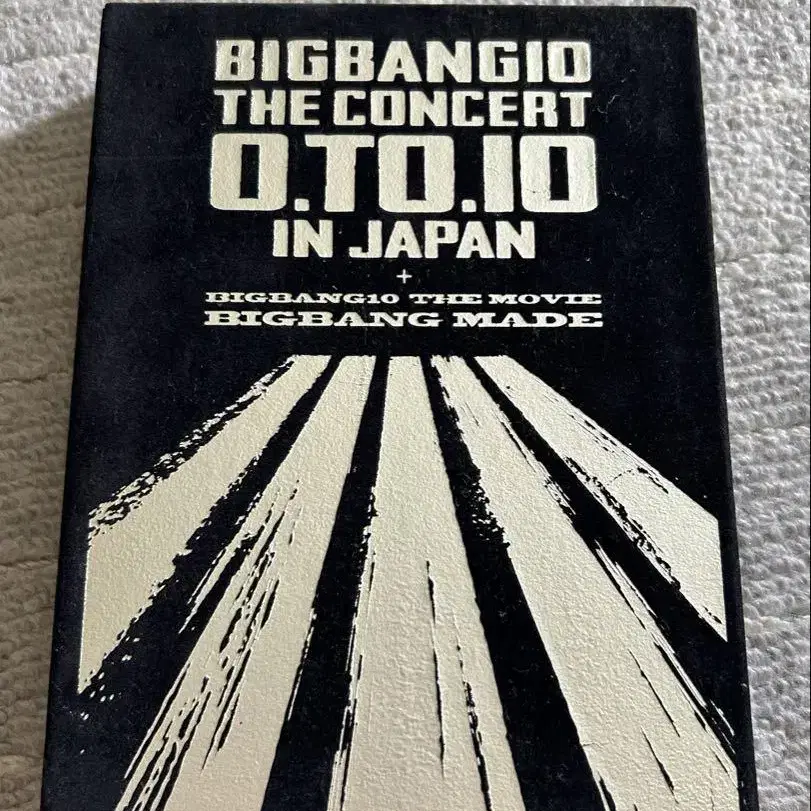 BIGBANG10
THE CONCERT
0.TO.10
IN JAPAN
+
BIGBANG10 THE MOVIE
BIGBANG MADE